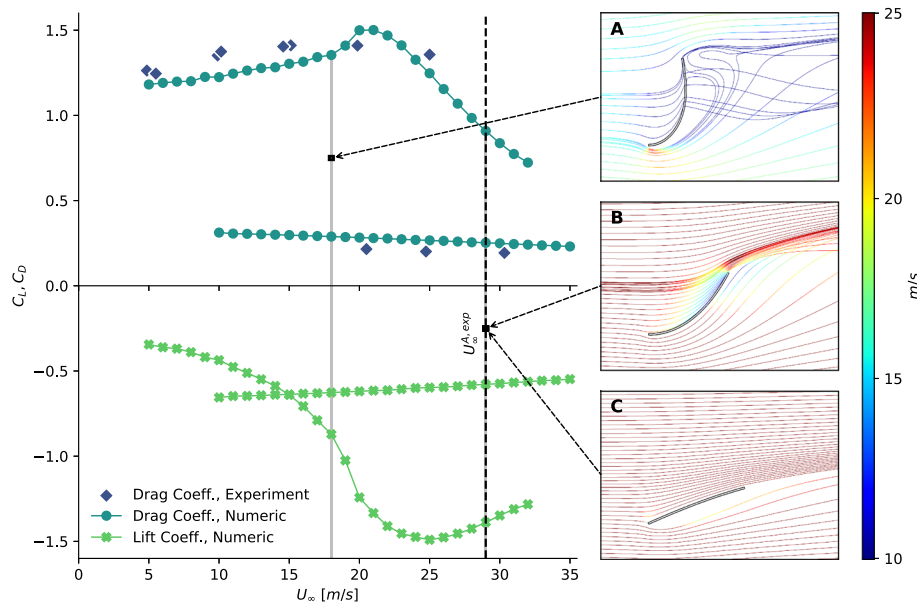 1.5
1.0
0.5
0.0
−0.5
−1.0
−1.5
C_L, C_D
0
5
10
15
20
25
30
35
U_∞ [m/s]
U_∞^{A, exp}
Drag Coeff., Experiment
Drag Coeff., Numeric
Lift Coeff., Numeric
A
B
C
25
20
15
10
m/s